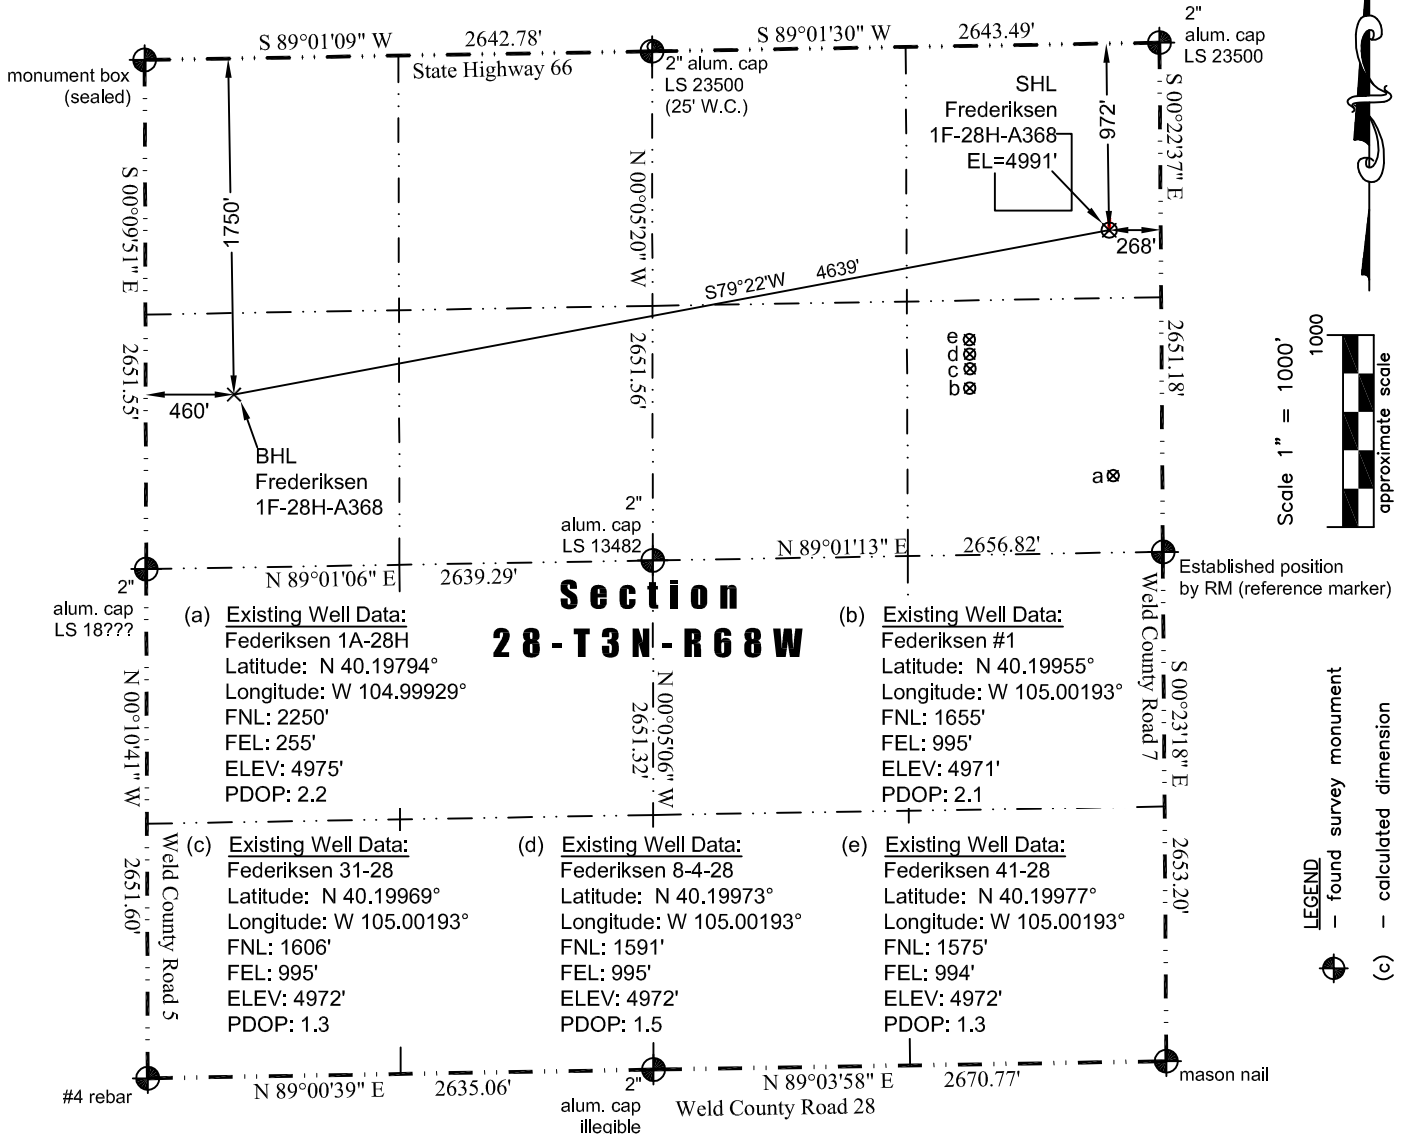 S 89°01'09" W
2642.78'
State Highway 66
S 89°01'30" W
2643.49'
2"
alum. cap
LS 23500
monument box
(sealed)
2" alum. cap
LS 23500
(25' W.C.)
SHL
Frederiksen
1F-28H-A368
EL=4991'
972'
268'
S 00°22'37" E
2651.18'
S 00°09'51" E
2651.55'
1750'
N 00°05'20" W
2651.56'
S79°22'W
4639'
460'
BHL
Frederiksen
1F-28H-A368
e
d
c
b
a
Scale 1" = 1000'
1000
approximate scale
2"
alum. cap
LS 13482
N 89°01'13" E
2656.82'
Established position
by RM (reference marker)
N 89°01'06" E
2639.29'
2"
alum. cap
LS 18???
Section
28-T3N-R68W
(a) Existing Well Data:
Federiksen 1A-28H
Latitude: N 40.19794°
Longitude: W 104.99929°
FNL: 2250'
FEL: 255'
ELEV: 4975'
PDOP: 2.2
(b) Existing Well Data:
Federiksen #1
Latitude: N 40.19955°
Longitude: W 105.00193°
FNL: 1655'
FEL: 995'
ELEV: 4971'
PDOP: 2.1
N 00°10'41" W
2651.60'
Weld County Road 5
N 00°05'06" W
2651.32'
Weld County Road 7
S 00°23'18" E
2653.20'
(c) Existing Well Data:
Federiksen 31-28
Latitude: N 40.19969°
Longitude: W 105.00193°
FNL: 1606'
FEL: 995'
ELEV: 4972'
PDOP: 1.3
(d) Existing Well Data:
Federiksen 8-4-28
Latitude: N 40.19973°
Longitude: W 105.00193°
FNL: 1591'
FEL: 995'
ELEV: 4972'
PDOP: 1.5
(e) Existing Well Data:
Federiksen 41-28
Latitude: N 40.19977°
Longitude: W 105.00193°
FNL: 1575'
FEL: 994'
ELEV: 4972'
PDOP: 1.3
LEGEND
– found survey monument
(c) – calculated dimension
#4 rebar
N 89°00'39" E
2635.06'
2"
alum. cap
illegible
N 89°03'58" E
2670.77'
Weld County Road 28
mason nail